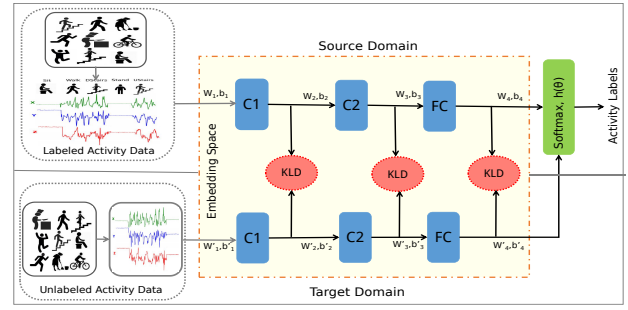 Source Domain
Sit Walk DStairs Stand UStairs
X
Y
Labeled Activity Data
Embedding Space
W1,b1
C1
W2,b2
C2
W3,b3
FC
W4,b4
Softmax, h(θ)
Activity Labels
KLD
KLD
KLD
W'1,b'1
C1
W'2,b'2
C2
W'3,b'3
FC
W'4,b'4
Unlabeled Activity Data
Target Domain